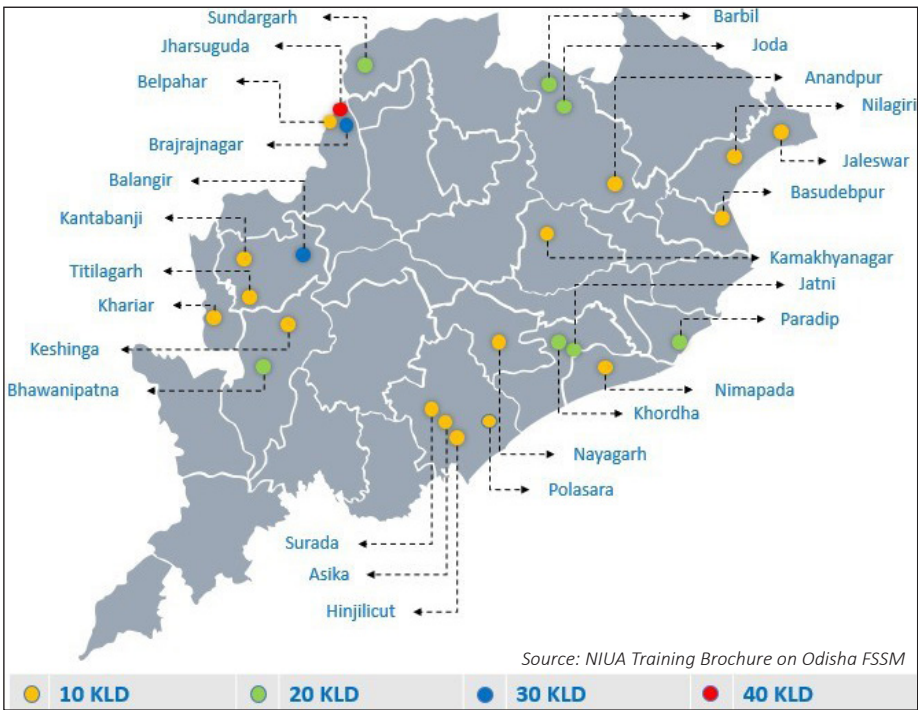 Sundargarh
Barbil
Jharsuguda
Joda
Belpahar
Anandpur
Nilagiri
Brajrajnagar
Jaleswar
Balangir
Basudebpur
Kantabanji
Kamakhyanagar
Titilagarh
Jatni
Khariar
Paradip
Keshinga
Bhawanipatna
Nimapada
Khordha
Nayagarh
Polasara
Surada
Asika
Hinjilicut
Source: NIUA Training Brochure on Odisha FSSM
10 KLD 20 KLD 30 KLD 40 KLD